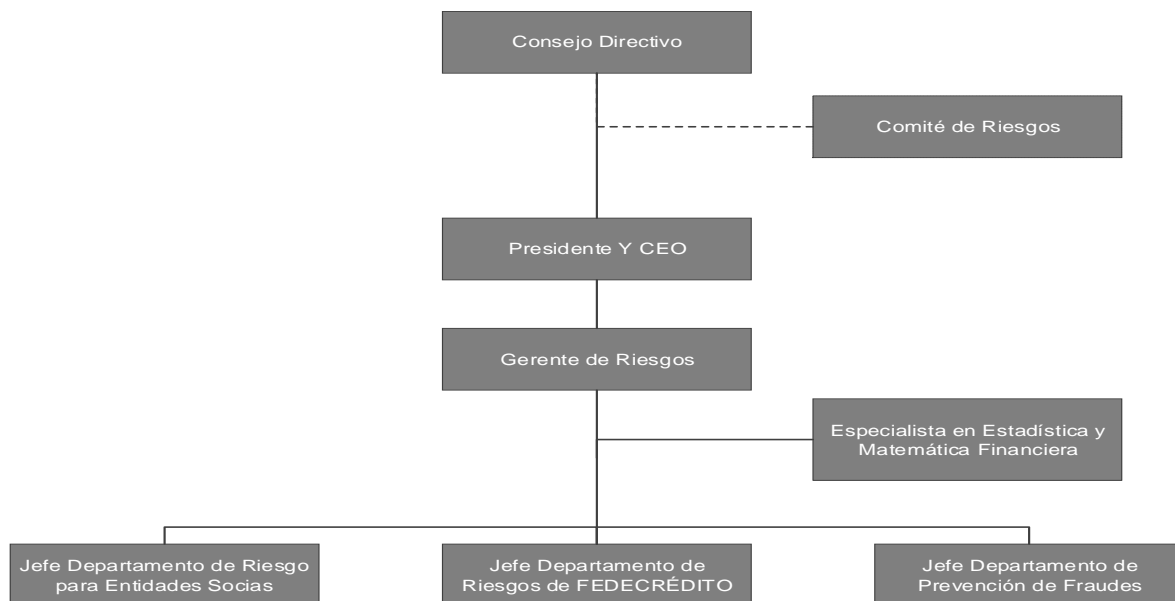 Consejo Directivo
Comité de Riesgos
Presidente Y CEO
Gerente de Riesgos
Especialista en Estadística y
Matemática Financiera
Jefe Departamento de Riesgo
para Entidades Socias
Jefe Departamento de
Riesgos de FEDECRÉDITO
Jefe Departamento de
Prevención de Fraudes